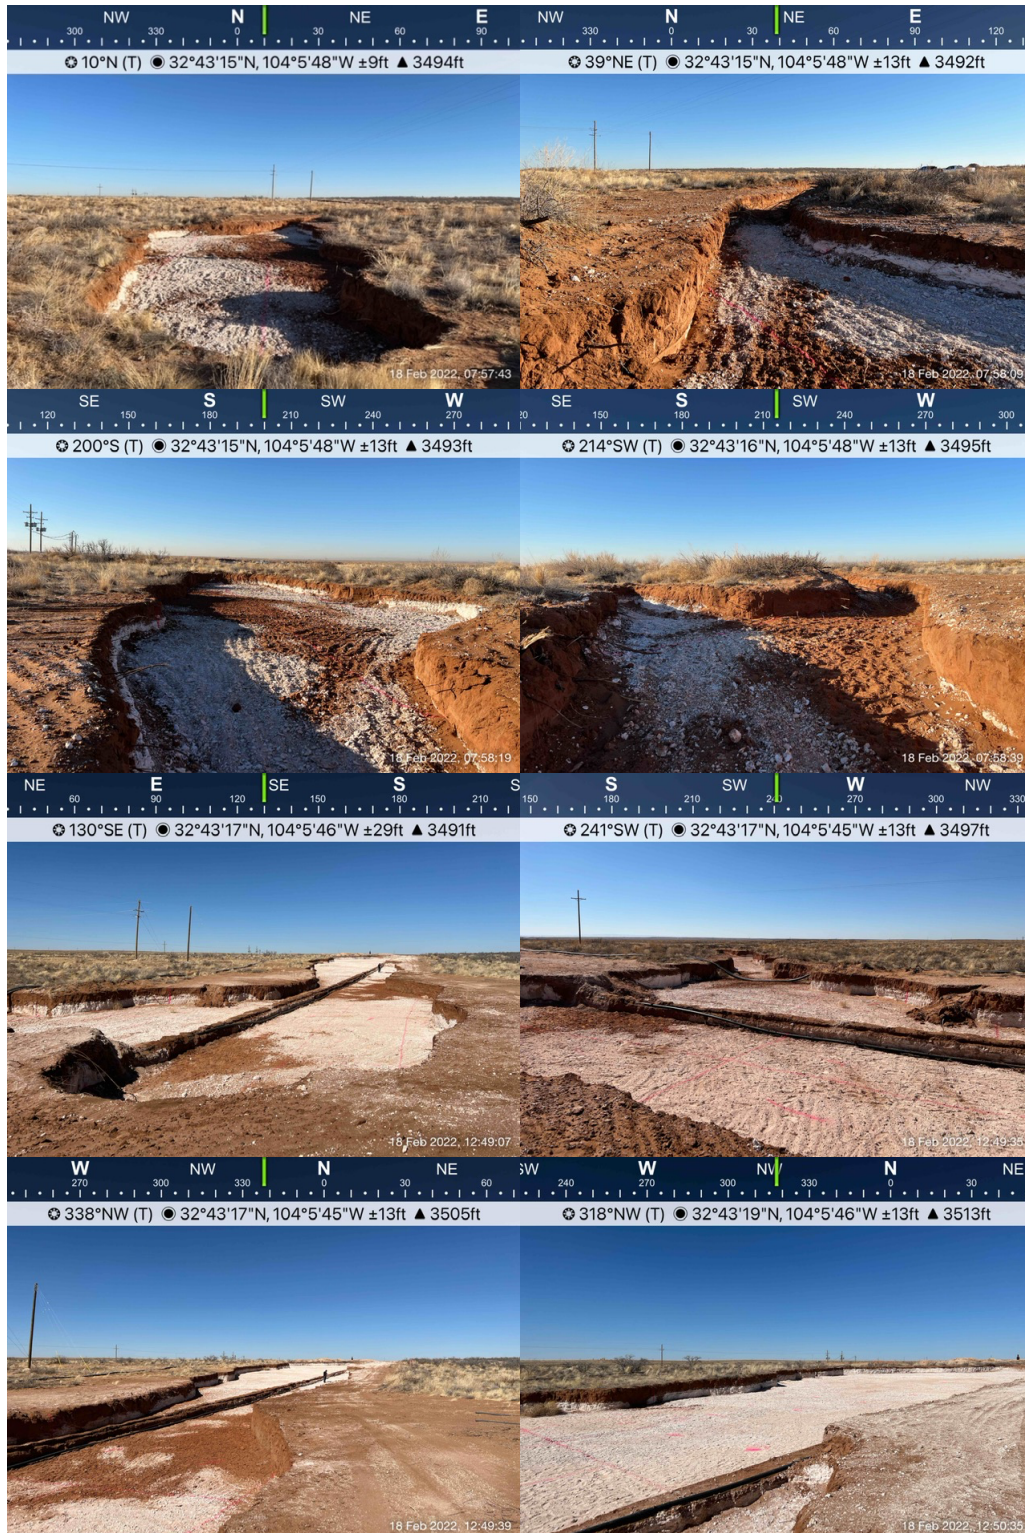 NW N NE E
300 330 0 30 60 90
10°N (T) 32°43'15"N, 104°5'48"W ±9ft ▲ 3494ft
18 Feb 2022, 07:57:43
NW N NE E
330 0 30 60 90 120
39°NE (T) 32°43'15"N, 104°5'48"W ±13ft ▲ 3492ft
18 Feb 2022, 07:58:09
SE S SW W
120 150 180 210 240 270
200°S (T) 32°43'15"N, 104°5'48"W ±13ft ▲ 3493ft
18 Feb 2022, 07:58:19
SE S SW W
20 150 180 210 240 270 300
214°SW (T) 32°43'16"N, 104°5'48"W ±13ft ▲ 3495ft
18 Feb 2022, 07:58:39
NE E SE S S
60 90 120 150 180 210
130°SE (T) 32°43'17"N, 104°5'46"W ±29ft ▲ 3491ft
18 Feb 2022, 12:49:07
S SW W NW
150 180 210 240 270 300 330
241°SW (T) 32°43'17"N, 104°5'45"W ±13ft ▲ 3497ft
18 Feb 2022, 12:49:35
W NW N NE
270 300 330 0 30 60
338°NW (T) 32°43'17"N, 104°5'45"W ±13ft ▲ 3505ft
18 Feb 2022, 12:49:39
SW W NW N NE
240 270 300 330 0 30
318°NW (T) 32°43'19"N, 104°5'46"W ±13ft ▲ 3513ft
18 Feb 2022, 12:50:35